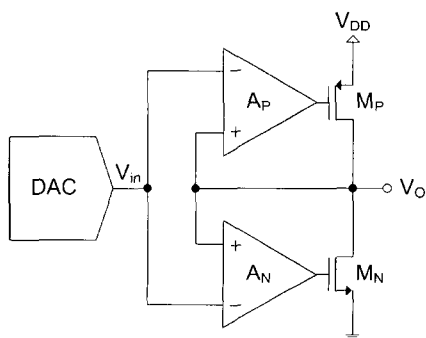 V_DD
−
A_P
M_P
+
DAC
V_in
V_O
+
A_N
M_N
−